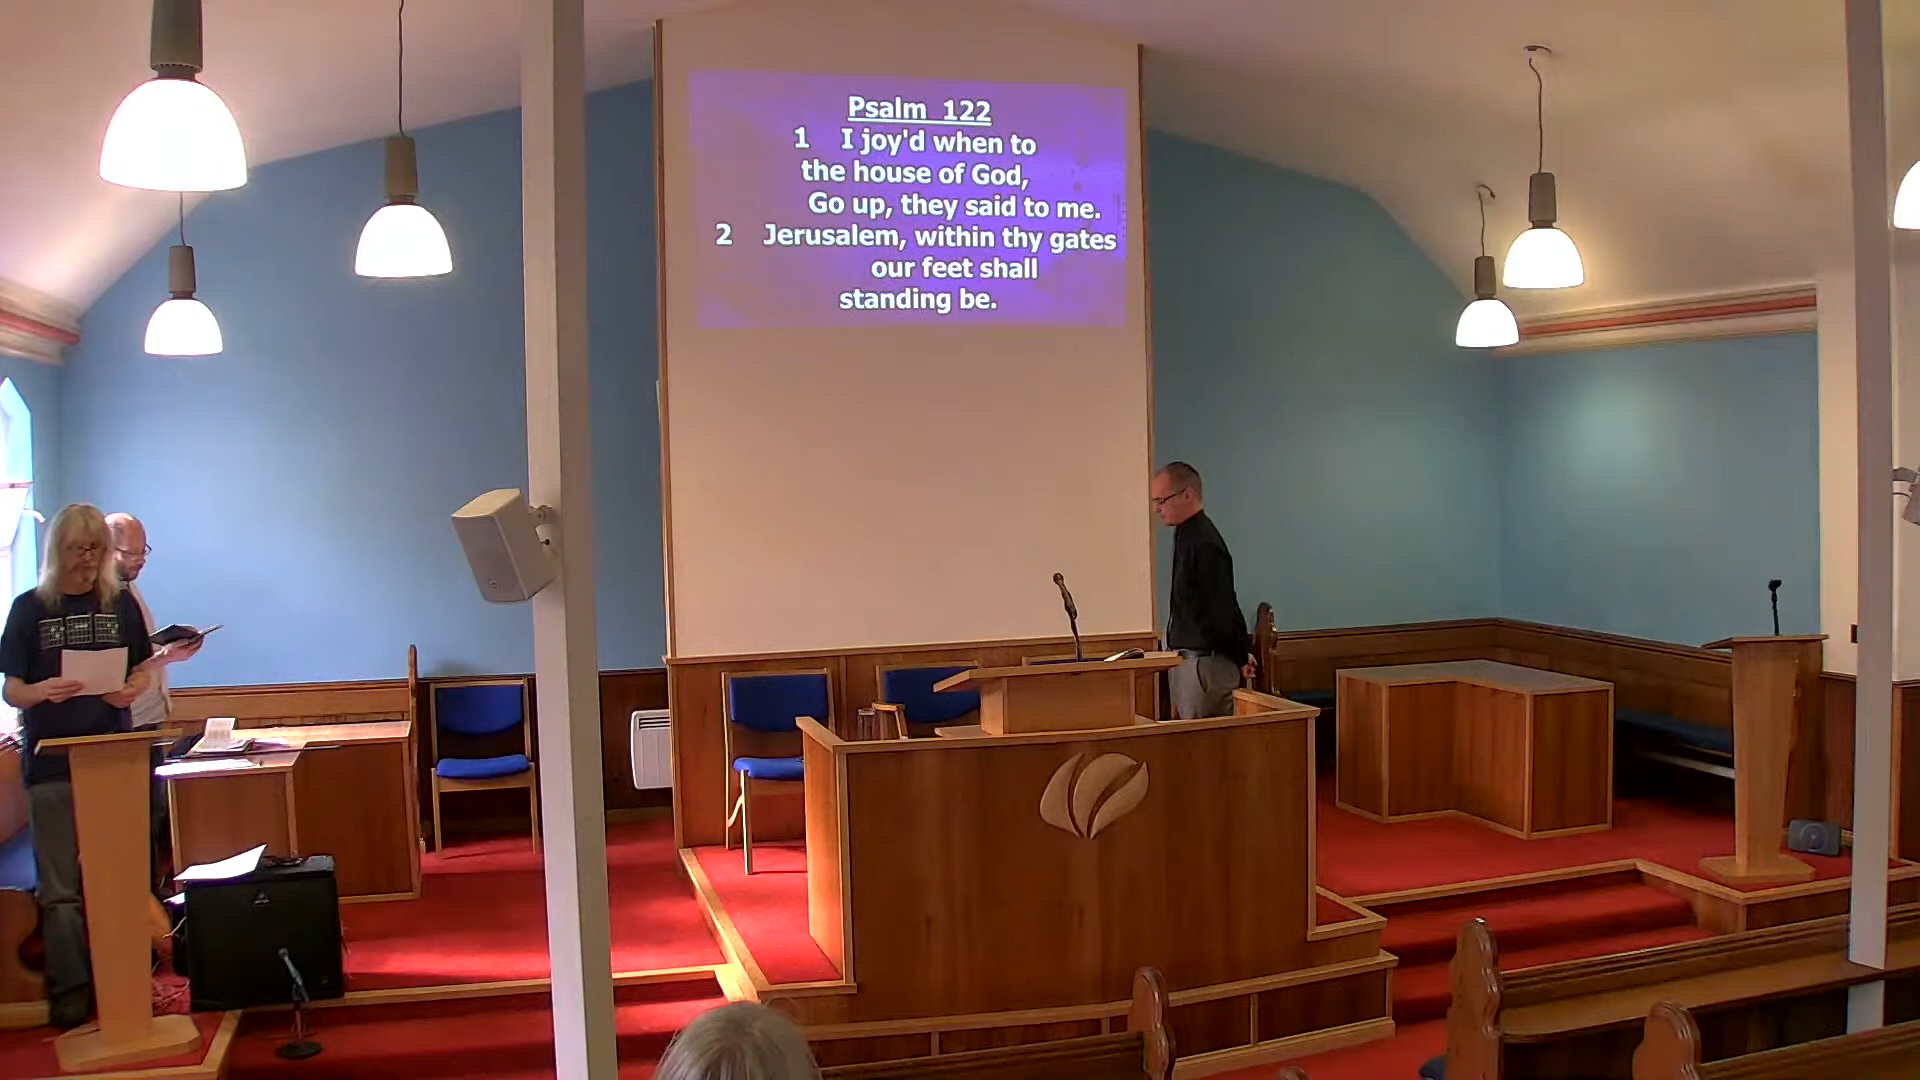 Psalm 122
1 I joy'd when to
the house of God,
Go up, they said to me.
2 Jerusalem, within thy gates
our feet shall
standing be.